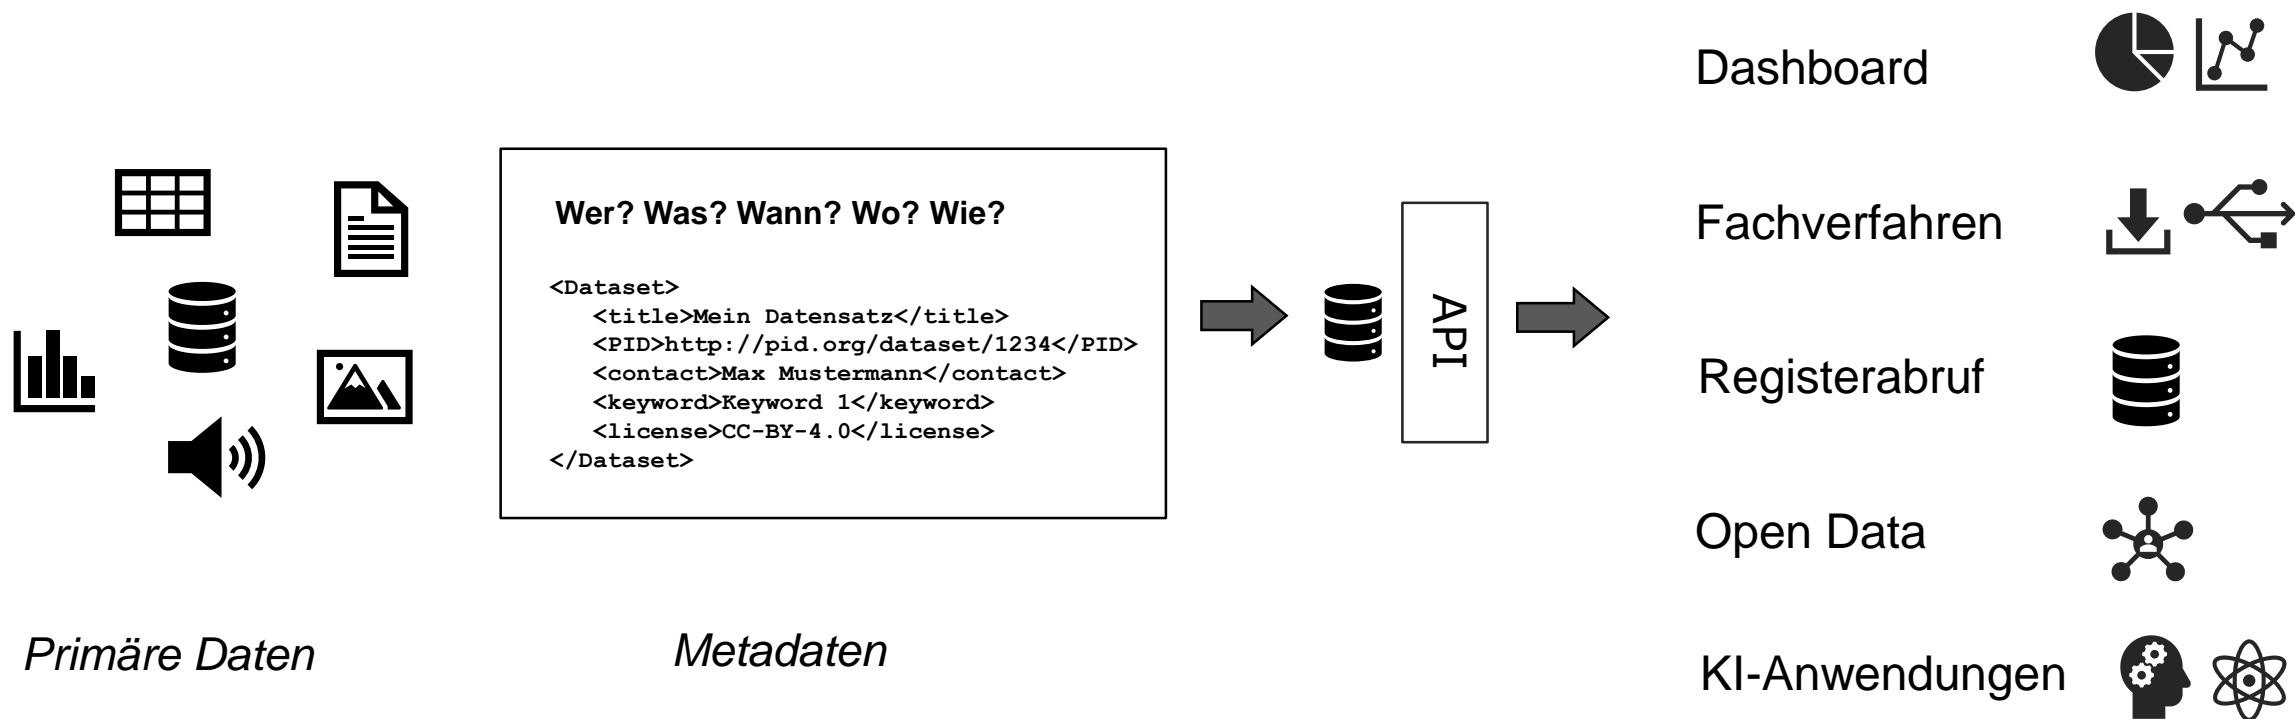 Wer? Was? Wann? Wo? Wie?
<Dataset>
<title>Mein Datensatz</title>
<PID>http://pid.org/dataset/1234</PID>
<contact>Max Mustermann</contact>
<keyword>Keyword 1</keyword>
<license>CC-BY-4.0</license>
</Dataset>
Primäre Daten
Metadaten
API
Dashboard
Fachverfahren
Registerabruf
Open Data
KI-Anwendungen